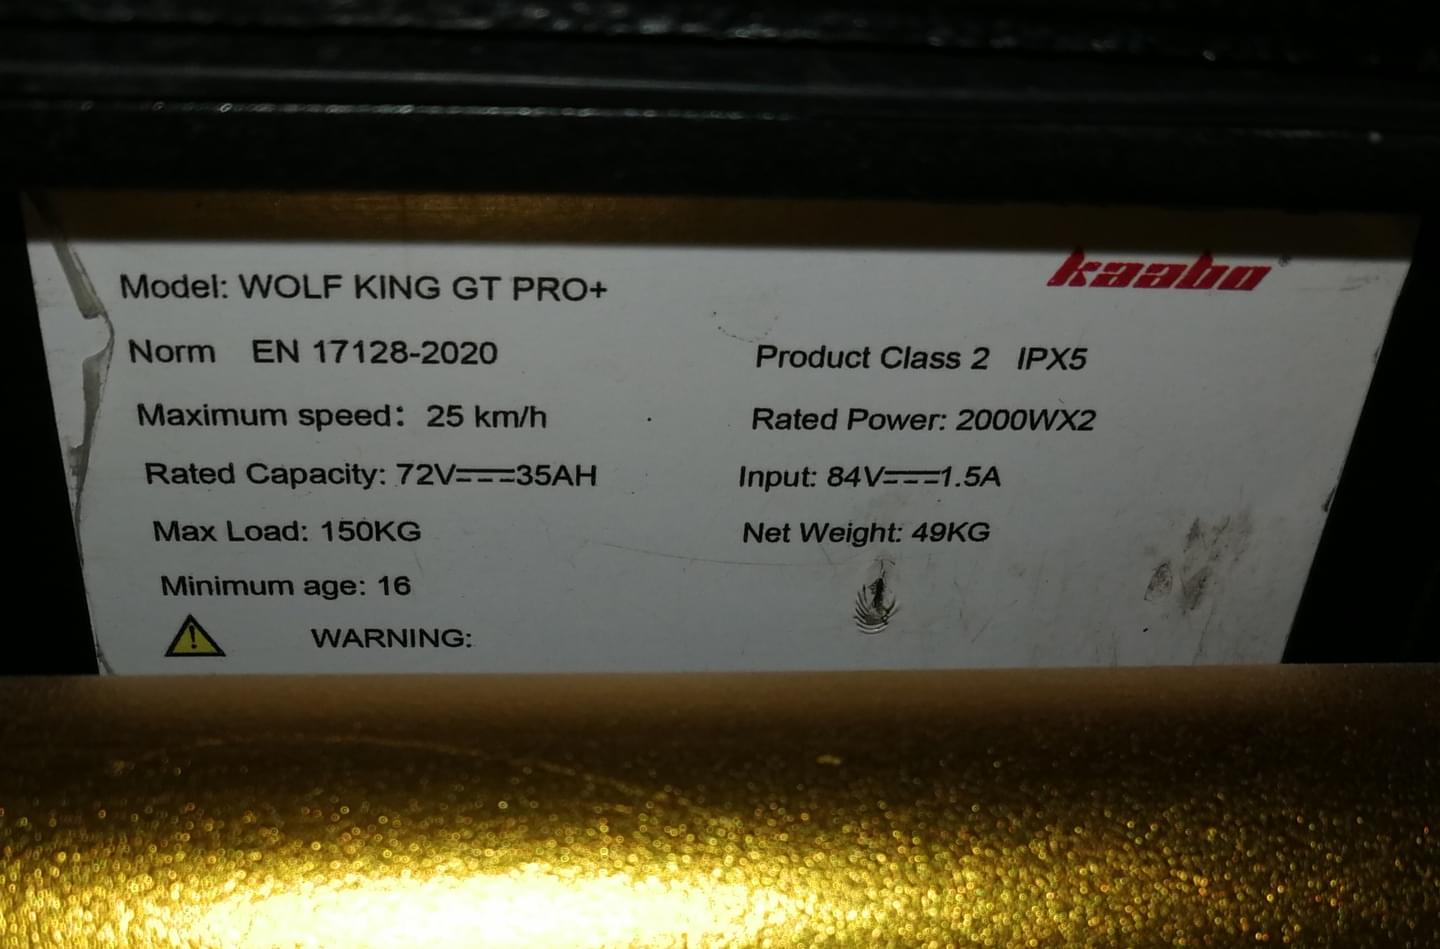 kaabo
Model: WOLF KING GT PRO+
Norm EN 17128-2020
Product Class 2 IPX5
Maximum speed: 25 km/h
Rated Power: 2000WX2
Rated Capacity: 72V⎓35AH
Input: 84V⎓1.5A
Max Load: 150KG
Net Weight: 49KG
Minimum age: 16
WARNING: